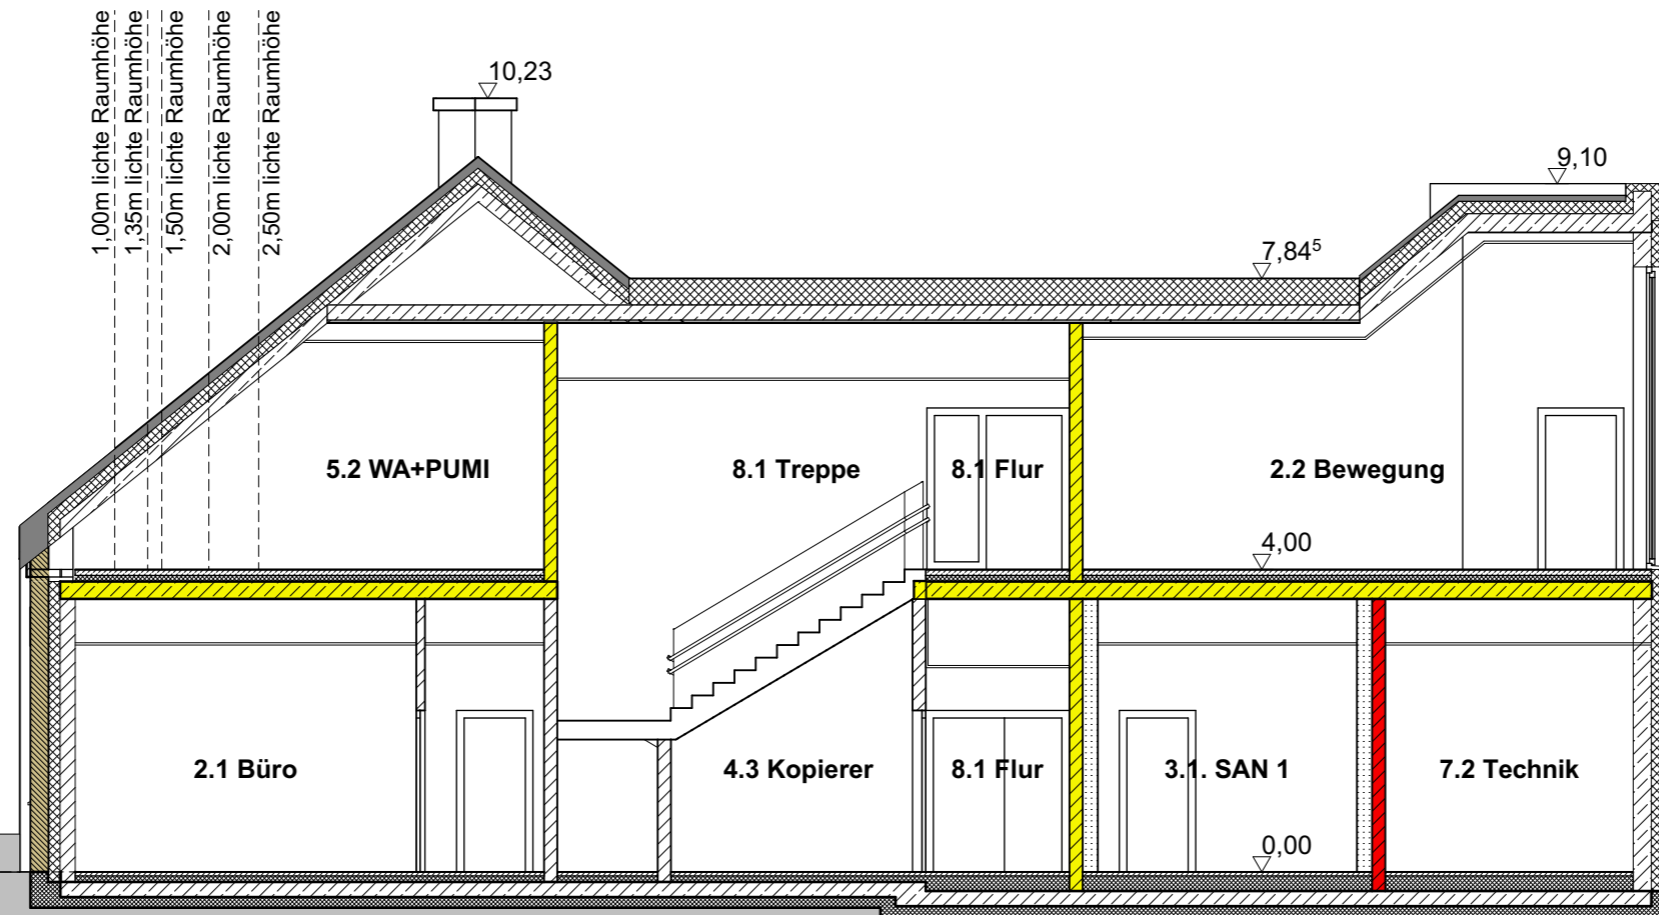 1,00m lichte Raumhöhe
1,35m lichte Raumhöhe
1,50m lichte Raumhöhe
2,00m lichte Raumhöhe
2,50m lichte Raumhöhe
10,23
9,10
7,84⁵
5.2 WA+PUMI
8.1 Treppe
8.1 Flur
2.2 Bewegung
4,00
2.1 Büro
4.3 Kopierer
8.1 Flur
3.1. SAN 1
7.2 Technik
0,00